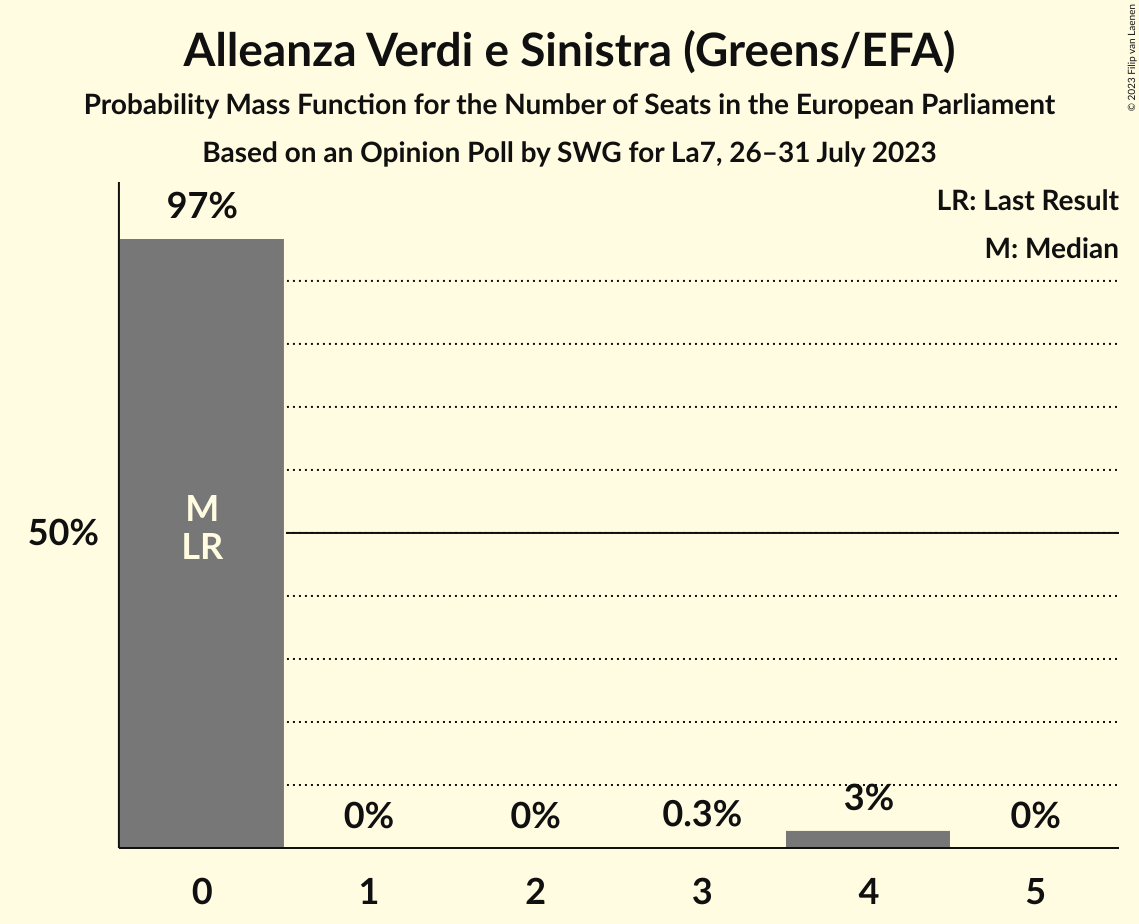 Alleanza Verdi e Sinistra (Greens/EFA)
Probability Mass Function for the Number of Seats in the European Parliament
Based on an Opinion Poll by SWG for La7, 26–31 July 2023
© 2023 Filip van Laenen
LR: Last Result
M: Median
97%
M
LR
50%
0%
0%
0.3%
3%
0%
0
1
2
3
4
5